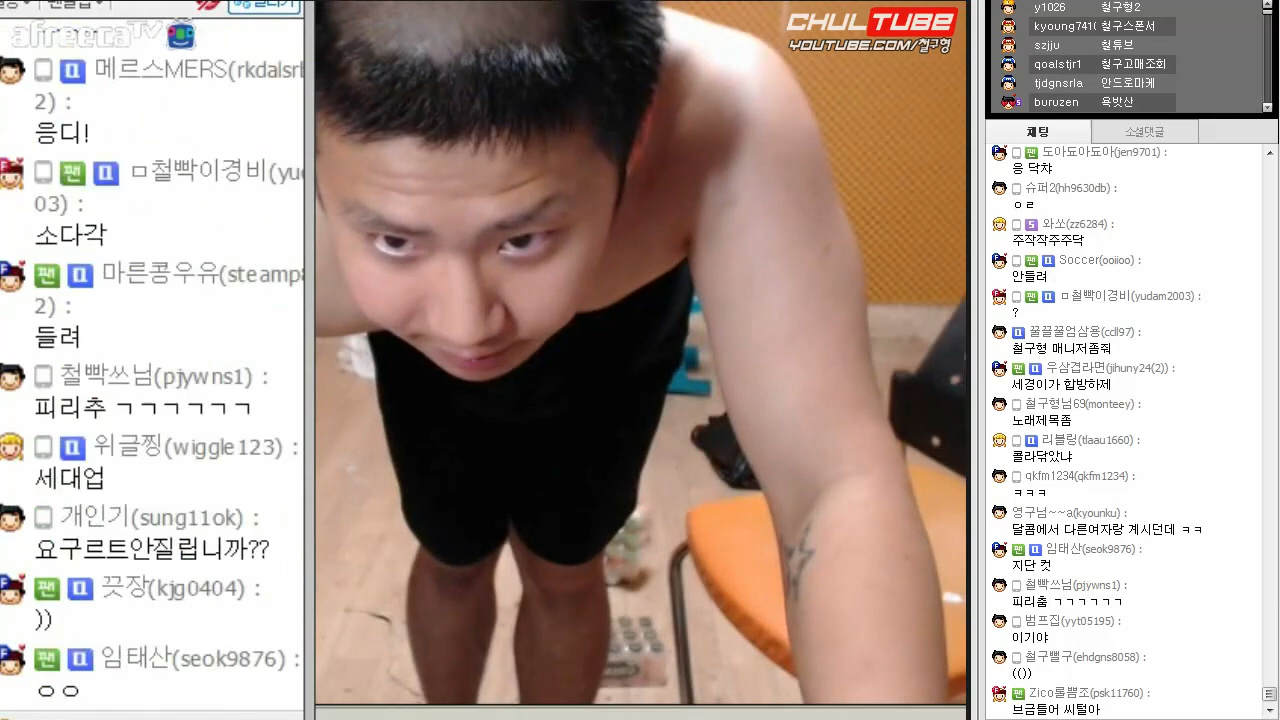 afreecaTV
메르스MERS(rkdalsrl
2) :
응디!
ㅁ철빡이경비(yu
03) :
소다각
마른콩우유(steamp
2) :
들려
철빡쓰님(pjywns1) :
피리추 ㄱㄱㄱㄱㄱㄱ
위글찡(wiggle123) :
세대업
개인기(sung11ok) :
요구르트안질립니까??
끗장(kjg0404) :
))
임태산(seok9876) :
ㅇㅇ
CHULTUBE
YOUTUBE.COM/철구형
y1026 철구2
luoung7410 철구스폰서
szjju 철튜브
goalstjr1 철구고매조회
tjdgnsrla 안드로마케
buruzen 욕밧산
채팅 소셜댓글
도아도아됴아(jen9701) :
응 닥차
슈퍼2(hh9630db) :
ㅇㄹ
와쏘(zz6284) :
주작작주주닥
Soccer(ooiioo) :
안들려
ㅁ철빡이경비(yudam2003) :
?
꿀꿀꿀업삼용(cdl97) :
철구형 매니저좀줘
우삼겹라면(jihuny24(2)) :
세경이가 합방하제
철구형님69(monteey) :
노래제목좀
러블링(tlaau1660) :
콜라닦았냐
qkfm1234(qkfm1234) :
ㅋㅋㅋ
영구님~~a(kyounku) :
달콤에서 다른여자랑 계시던데 ㅋㅋ
임태산(seok9876) :
지단 컷
철빡쓰님(pjywns1) :
피리춤 ㄱㄱㄱㄱㄱㄱ
범프집(yyt05195) :
이기야
철구뻘구(ehdgns8058) :
(())
Zico롤뽐조(psk11760) :
브금들어 씨털아